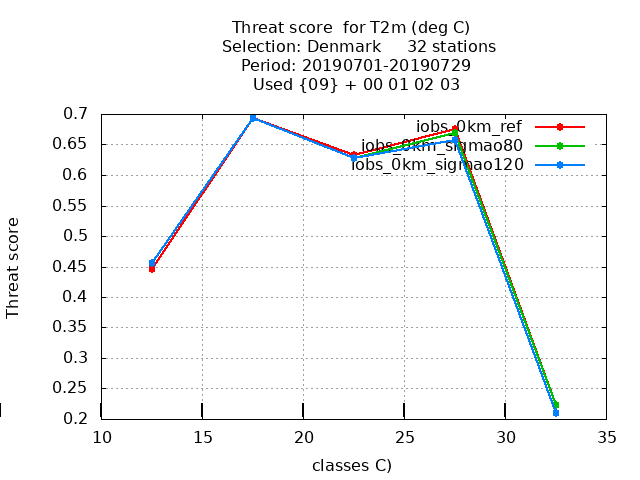 Threat score  for T2m (deg C)
Selection: Denmark     32 stations
Period: 20190701-20190729
Used {09} + 00 01 02 03
iobs_0km_ref
iobs_0km_sigmao80
iobs_0km_sigmao120
0.7
0.65
0.6
0.55
0.5
0.45
0.4
0.35
0.3
0.25
0.2
Threat score
10 15 20 25 30 35
classes C)